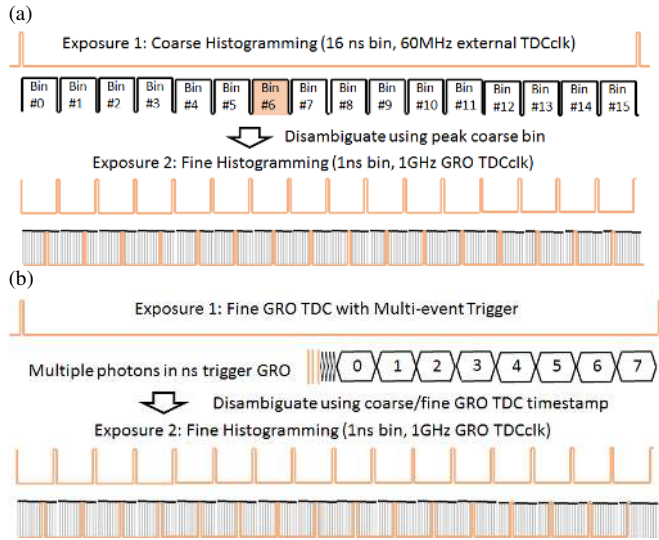 (a)
Exposure 1: Coarse Histogramming (16 ns bin, 60MHz external TDCclk)
Bin #0 Bin #1 Bin #2 Bin #3 Bin #4 Bin #5 Bin #6 Bin #7 Bin #8 Bin #9 Bin #10 Bin #11 Bin #12 Bin #13 Bin #14 Bin #15
Disambiguate using peak coarse bin
Exposure 2: Fine Histogramming (1ns bin, 1GHz GRO TDCclk)
(b)
Exposure 1: Fine GRO TDC with Multi-event Trigger
Multiple photons in ns trigger GRO 0 1 2 3 4 5 6 7
Disambiguate using coarse/fine GRO TDC timestamp
Exposure 2: Fine Histogramming (1ns bin, 1GHz GRO TDCclk)